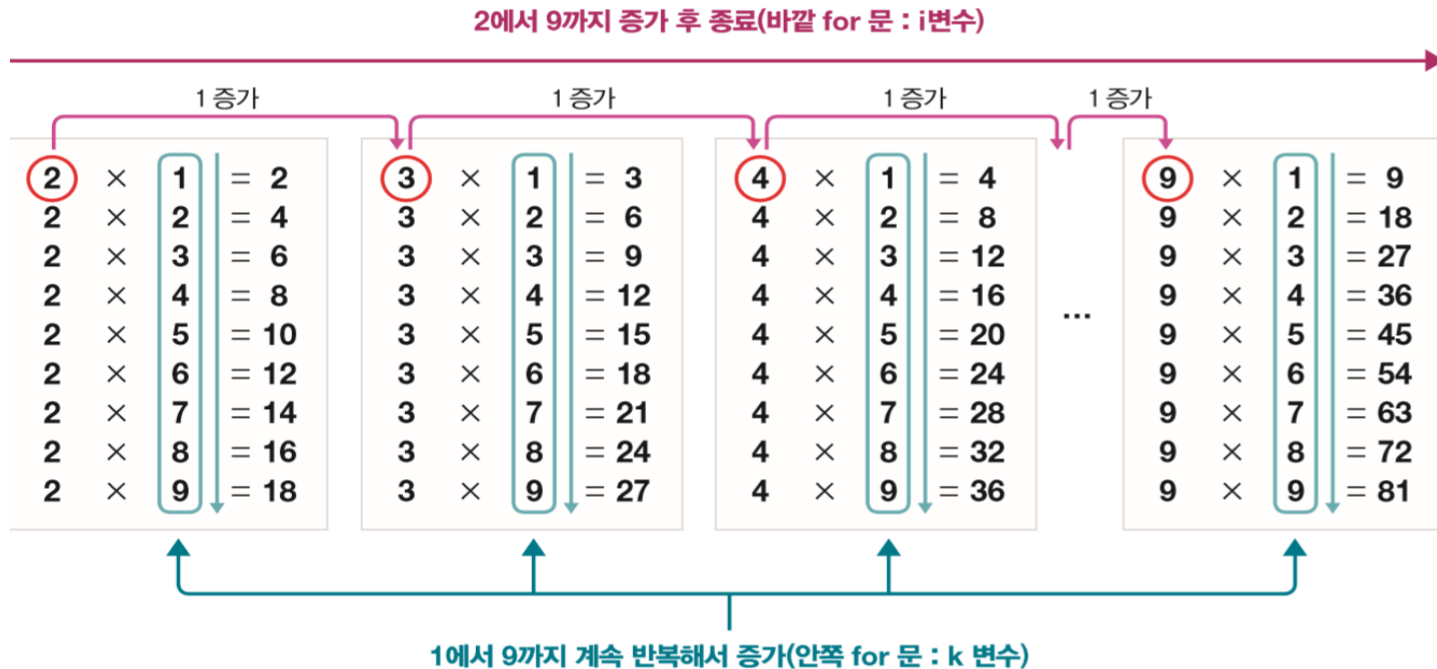 2에서 9까지 증가 후 종료(바깥 for 문 : i변수)
1 증가 1 증가 1 증가 1 증가
2 × 1 = 2 3 × 1 = 3 4 × 1 = 4 9 × 1 = 9
2 × 2 = 4 3 × 2 = 6 4 × 2 = 8 9 × 2 = 18
2 × 3 = 6 3 × 3 = 9 4 × 3 = 12 9 × 3 = 27
2 × 4 = 8 3 × 4 = 12 4 × 4 = 16 ... 9 × 4 = 36
2 × 5 = 10 3 × 5 = 15 4 × 5 = 20 9 × 5 = 45
2 × 6 = 12 3 × 6 = 18 4 × 6 = 24 9 × 6 = 54
2 × 7 = 14 3 × 7 = 21 4 × 7 = 28 9 × 7 = 63
2 × 8 = 16 3 × 8 = 24 4 × 8 = 32 9 × 8 = 72
2 × 9 = 18 3 × 9 = 27 4 × 9 = 36 9 × 9 = 81
1에서 9까지 계속 반복해서 증가(안쪽 for 문 : k 변수)